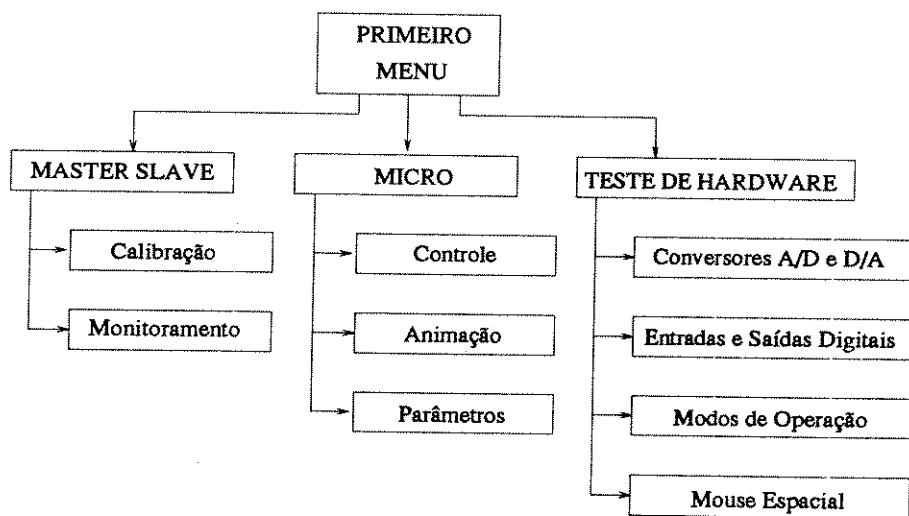 PRIMEIRO
MENU
MASTER SLAVE
Calibração
Monitoramento
MICRO
Controle
Animação
Parâmetros
TESTE DE HARDWARE
Conversores A/D e D/A
Entradas e Saídas Digitais
Modos de Operação
Mouse Espacial